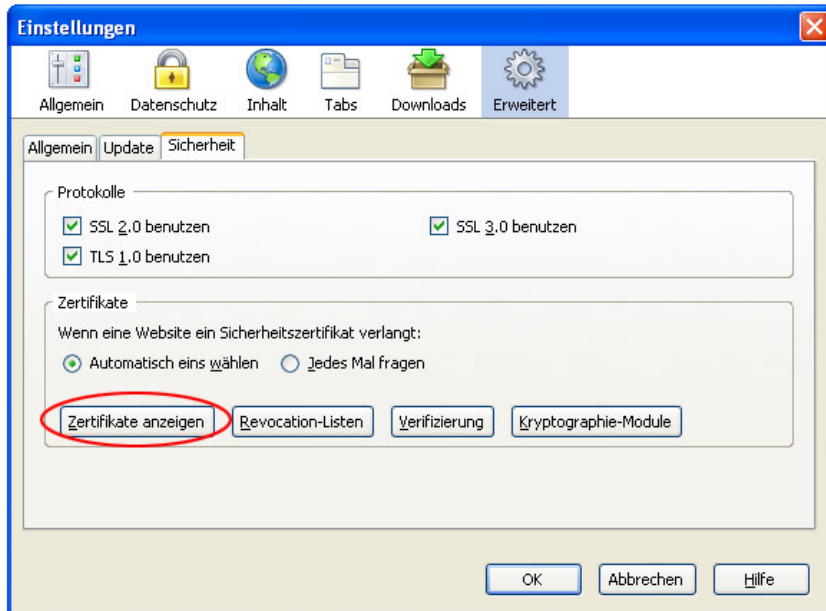 Einstellungen
Allgemein Datenschutz Inhalt Tabs Downloads Erweitert
Allgemein Update Sicherheit
Protokolle
SSL 2.0 benutzen SSL 3.0 benutzen
TLS 1.0 benutzen
Zertifikate
Wenn eine Website ein Sicherheitszertifikat verlangt:
Automatisch eins wählen Jedes Mal fragen
Zertifikate anzeigen Revocation-Listen Verifizierung Kryptographie-Module
OK Abbrechen Hilfe